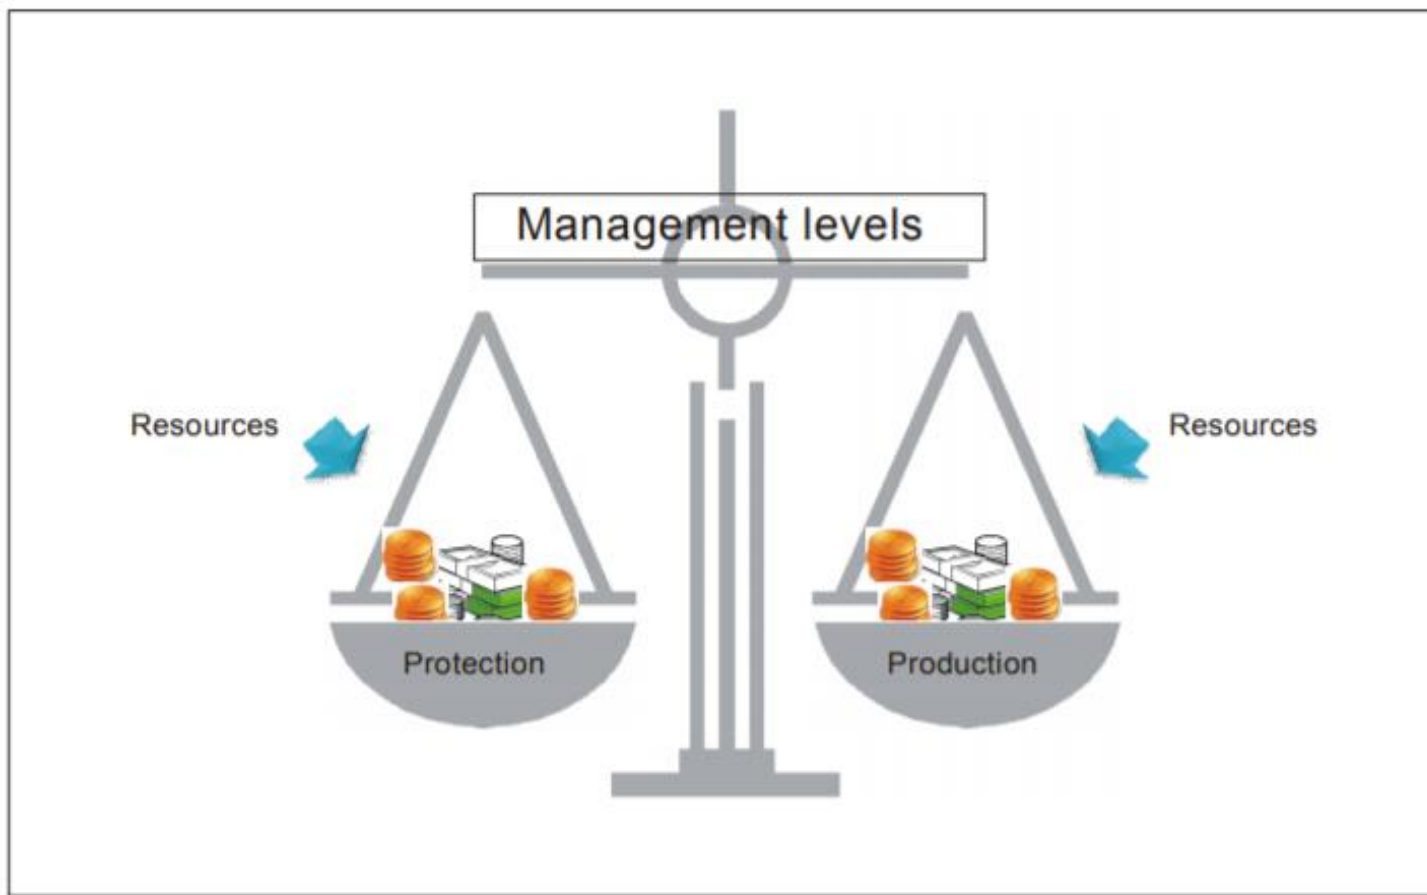 Management levels
Resources
Resources
Protection
Production